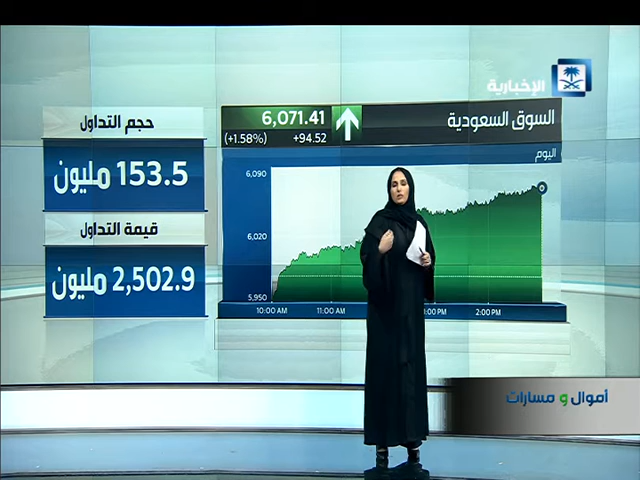 الإخبارية
السوق السعودية
6,071.41
(+1.58%) +94.52
اليوم
حجم التداول
153.5 مليون
قيمة التداول
2,502.9 مليون
6,090
6,020
5,950
10:00 AM 11:00 AM :00 PM 2:00 PM
أموال و مسارات